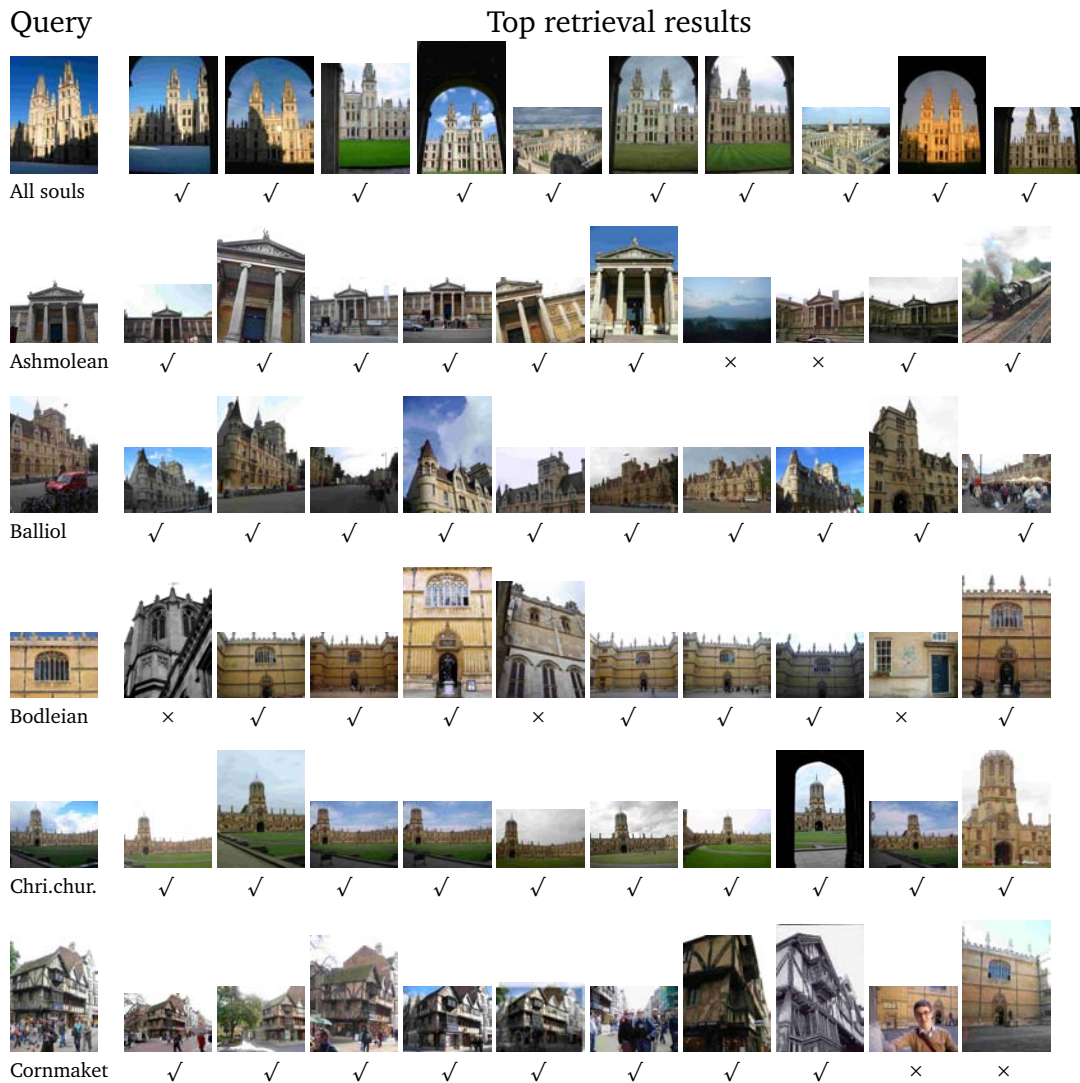 Query Top retrieval results
All souls
√ √ √ √ √ √ √ √ √ √
Ashmolean
√ √ √ √ √ √ × × √ √
Balliol
√ √ √ √ √ √ √ √ √ √
Bodleian
× √ √ √ × √ √ √ × √
Chri.chur.
√ √ √ √ √ √ √ √ √ √
Cornmaket
√ √ √ √ √ √ √ √ × ×